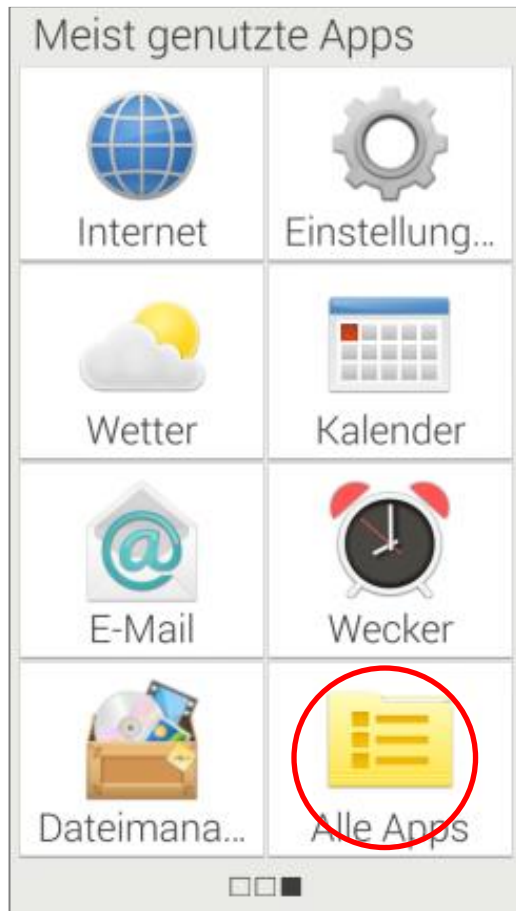 Meist genutzte Apps
Internet
Einstellung...
Wetter
Kalender
E-Mail
Wecker
Dateimana...
Alle Apps